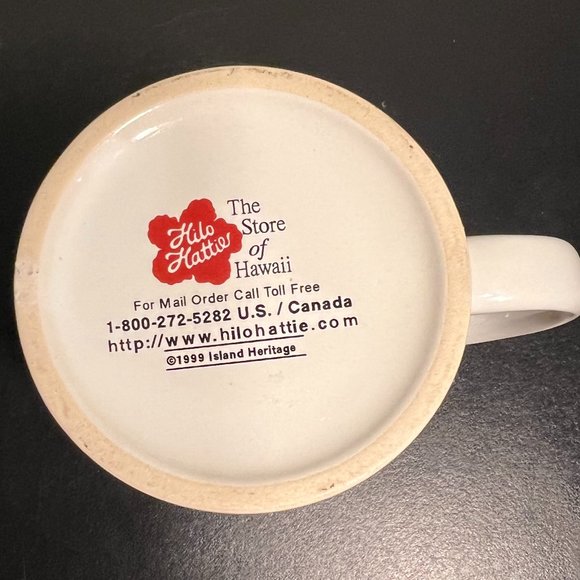 Hilo
Hattie
The
Store
of
Hawaii
For Mail Order Call Toll Free
1-800-272-5282 U.S. / Canada
http://www.hilohattie.com
©1999 Island Heritage